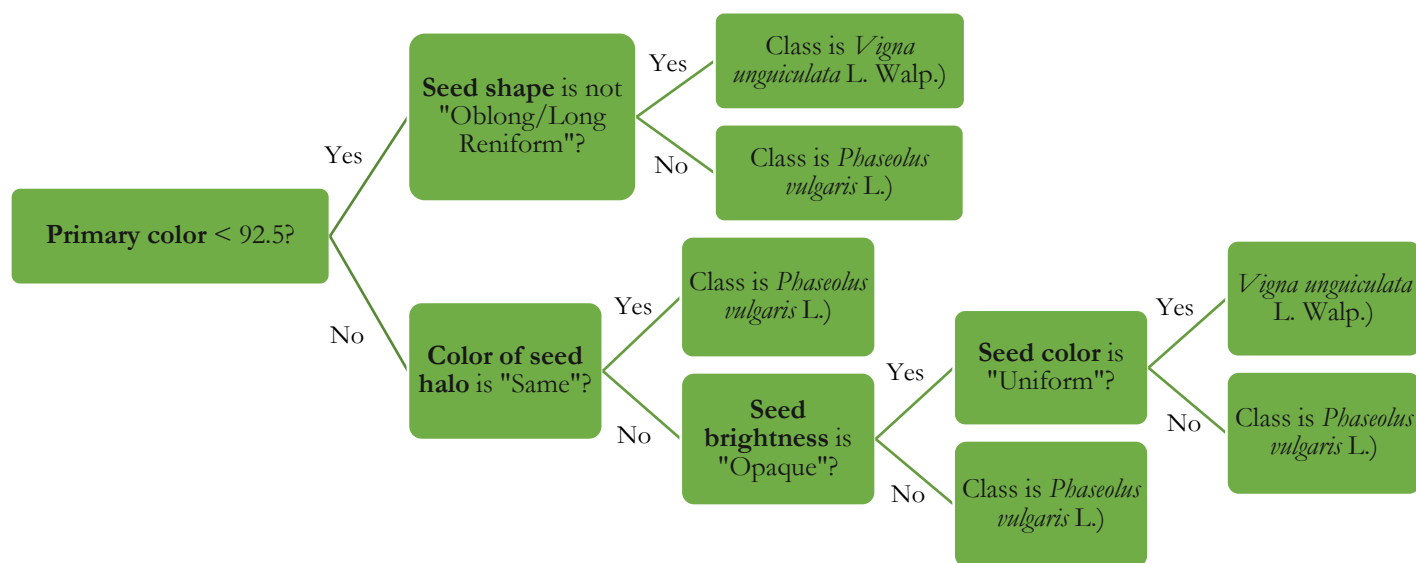 Primary color < 92.5?
Yes
No
Seed shape is not
"Oblong/Long
Reniform"?
Yes
No
Class is Vigna
unguiculata L. Walp.)
Class is Phaseolus
vulgaris L.)
Color of seed
halo is "Same"?
Yes
No
Class is Phaseolus
vulgaris L.)
Seed
brightness is
"Opaque"?
Yes
No
Seed color is
"Uniform"?
Class is Phaseolus
vulgaris L.)
Yes
No
Vigna unguiculata
L. Walp.)
Class is Phaseolus
vulgaris L.)